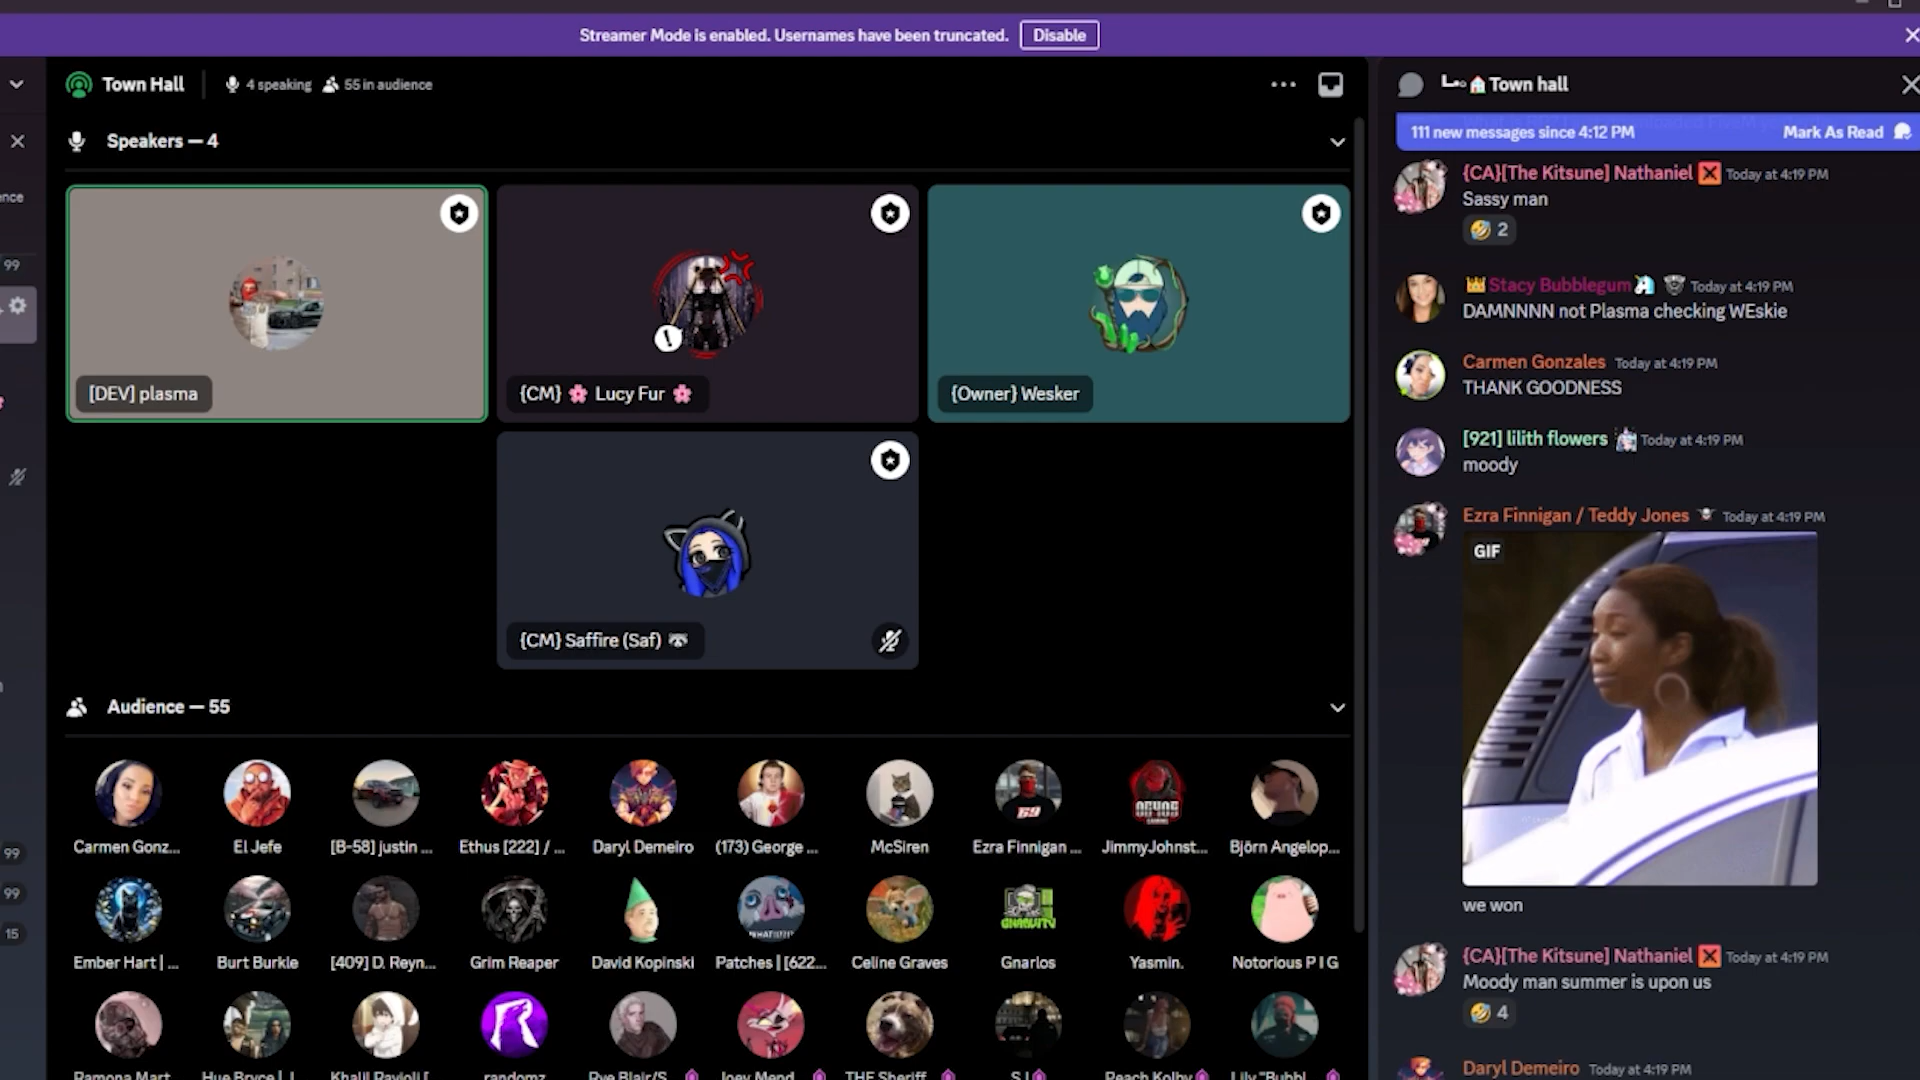 Streamer Mode is enabled. Usernames have been truncated.
Disable
Town Hall
4 speaking
55 in audience
Speakers — 4
[DEV] plasma
{CM} 🌸 Lucy Fur 🌸
{Owner} Wesker
{CM} Saffire (Saf) 🦝
Audience — 55
Carmen Gonz...
El Jefe
[B-58] justin ...
Ethus [222] / ...
Daryl Demeiro
(173) George ...
McSiren
Ezra Finnigan ...
JimmyJohnst...
Björn Angelop...
Ember Hart | ...
Burt Burkle
[409] D. Reyn...
Grim Reaper
David Kopinski
Patches | [622...
Celine Graves
Gnarlos
Yasmin.
Notorious P I G
randomz
99
99
99
15
Town hall
111 new messages since 4:12 PM
Mark As Read
{CA}[The Kitsune] Nathaniel ❌ Today at 4:19 PM
Sassy man
🤣 2
👑Stacy Bubblegum🦄 Today at 4:19 PM
DAMNNNN not Plasma checking WEskie
Carmen Gonzales Today at 4:19 PM
THANK GOODNESS
[921] lilith flowers Today at 4:19 PM
moody
Ezra Finnigan / Teddy Jones Today at 4:19 PM
GIF
we won
{CA}[The Kitsune] Nathaniel ❌ Today at 4:19 PM
Moody man summer is upon us
🤣 4
Daryl Demeiro Today at 4:19 PM